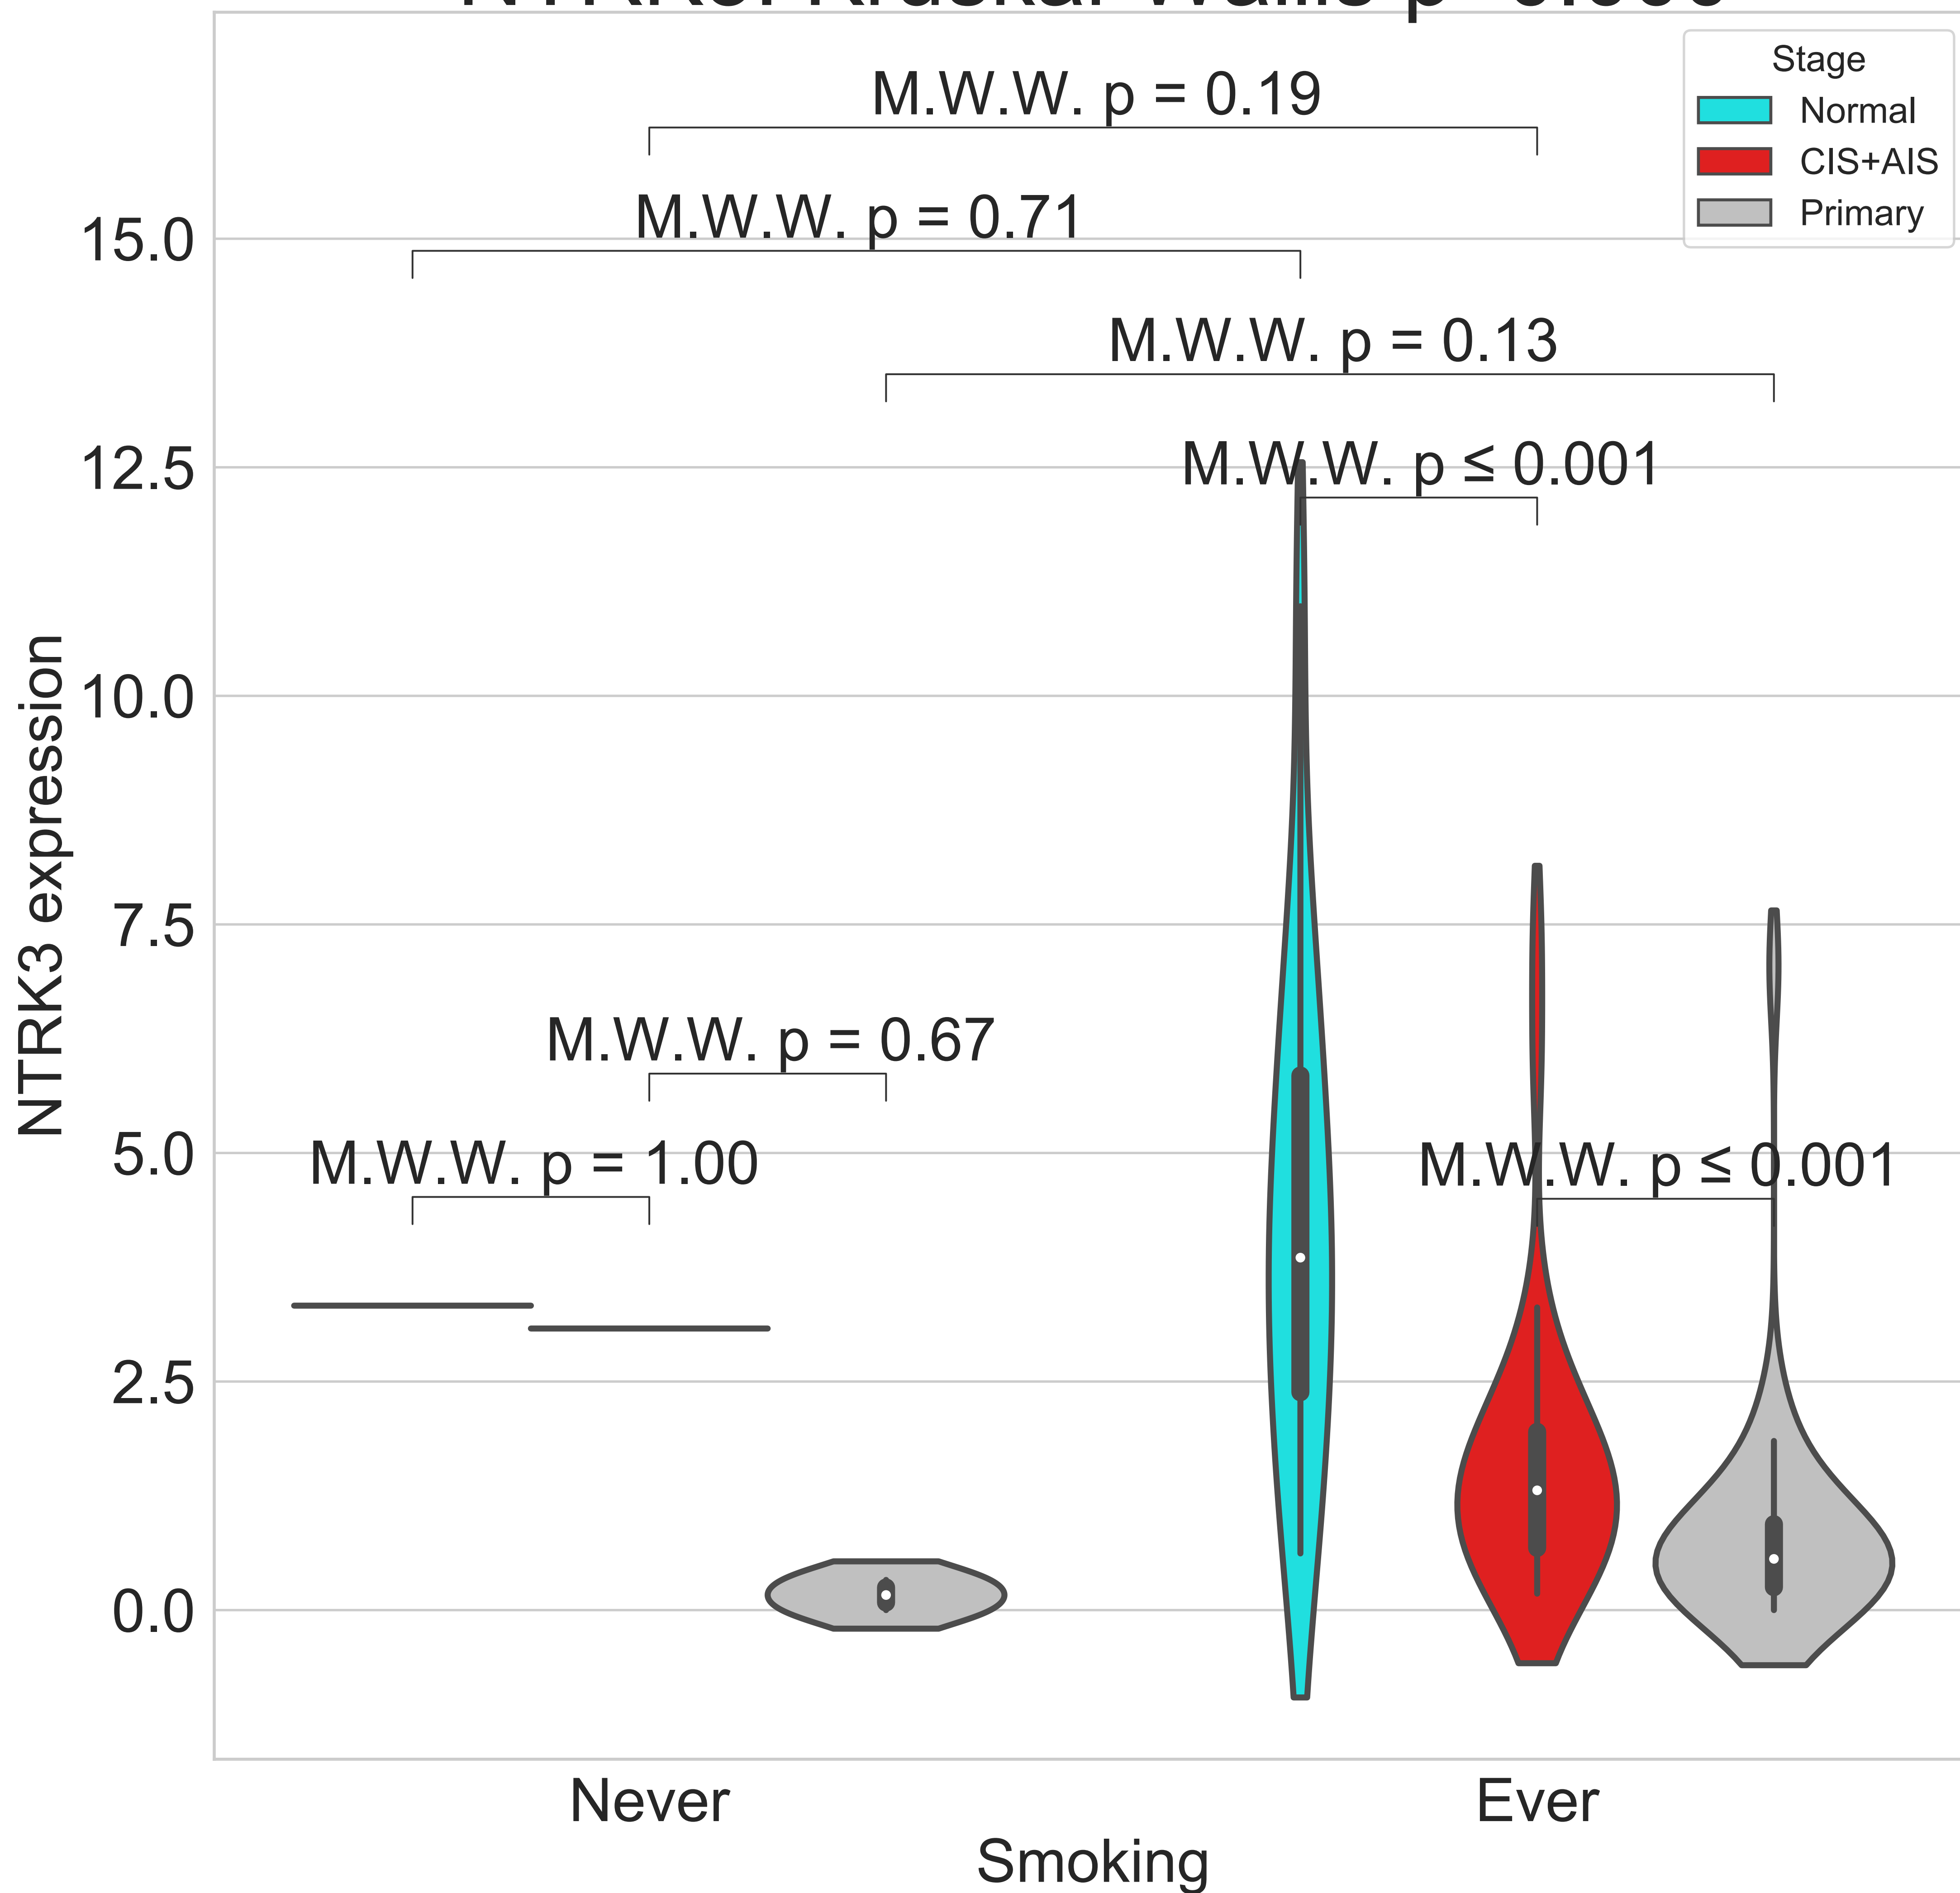 Stage
Normal
CIS+AIS
Primary
M.W.W. p = 0.19
M.W.W. p = 0.71
M.W.W. p = 0.13
M.W.W. p ≤ 0.001
M.W.W. p = 0.67
M.W.W. p = 1.00
M.W.W. p ≤ 0.001
15.0
12.5
10.0
7.5
5.0
2.5
0.0
NTRK3 expression
Never
Ever
Smoking